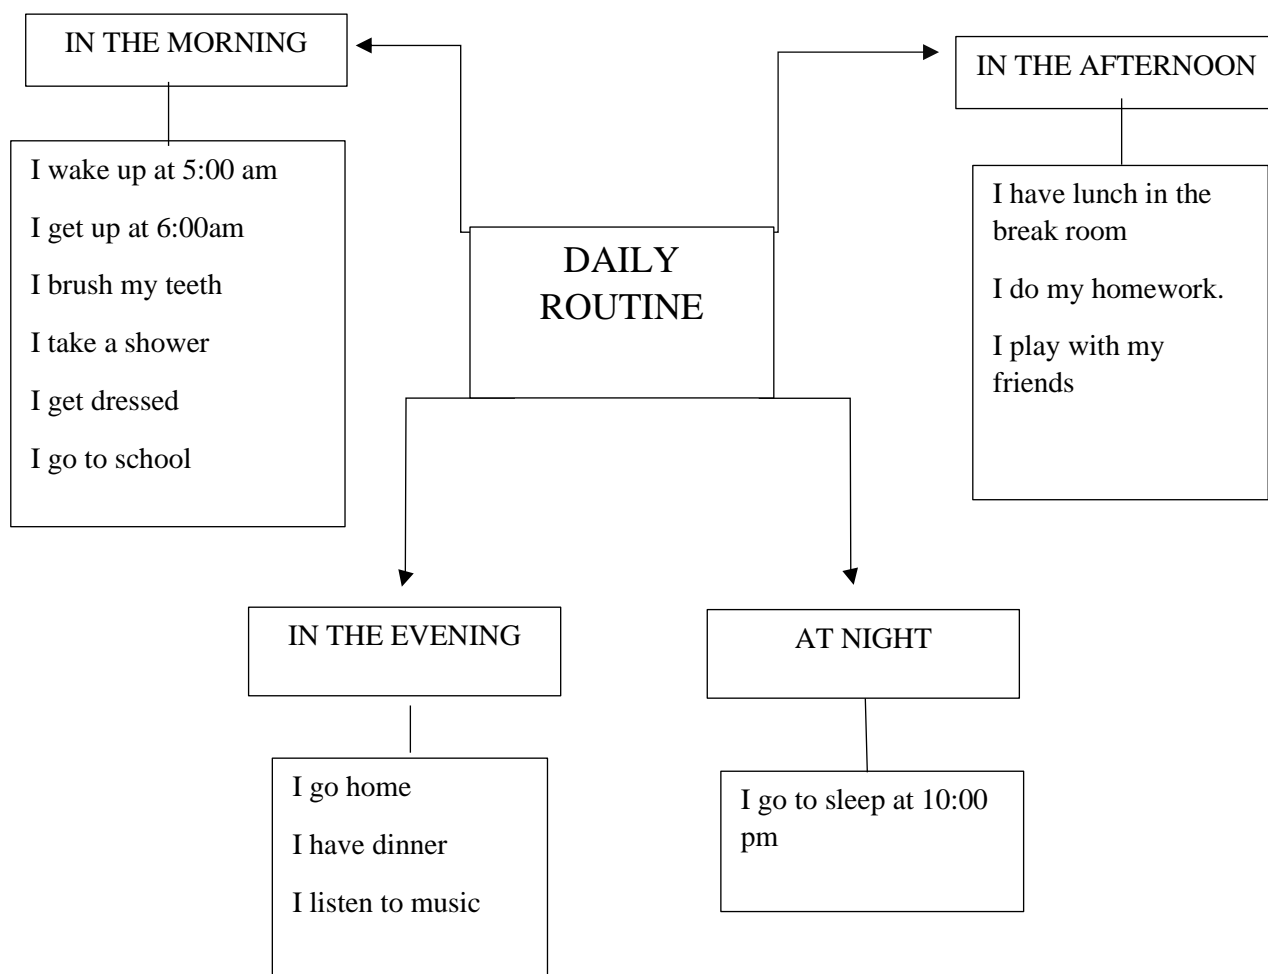 IN THE MORNING
I wake up at 5:00 am
I get up at 6:00am
I brush my teeth
I take a shower
I get dressed
I go to school
DAILY
ROUTINE
IN THE AFTERNOON
I have lunch in the
break room
I do my homework.
I play with my
friends
IN THE EVENING
I go home
I have dinner
I listen to music
AT NIGHT
I go to sleep at 10:00
pm